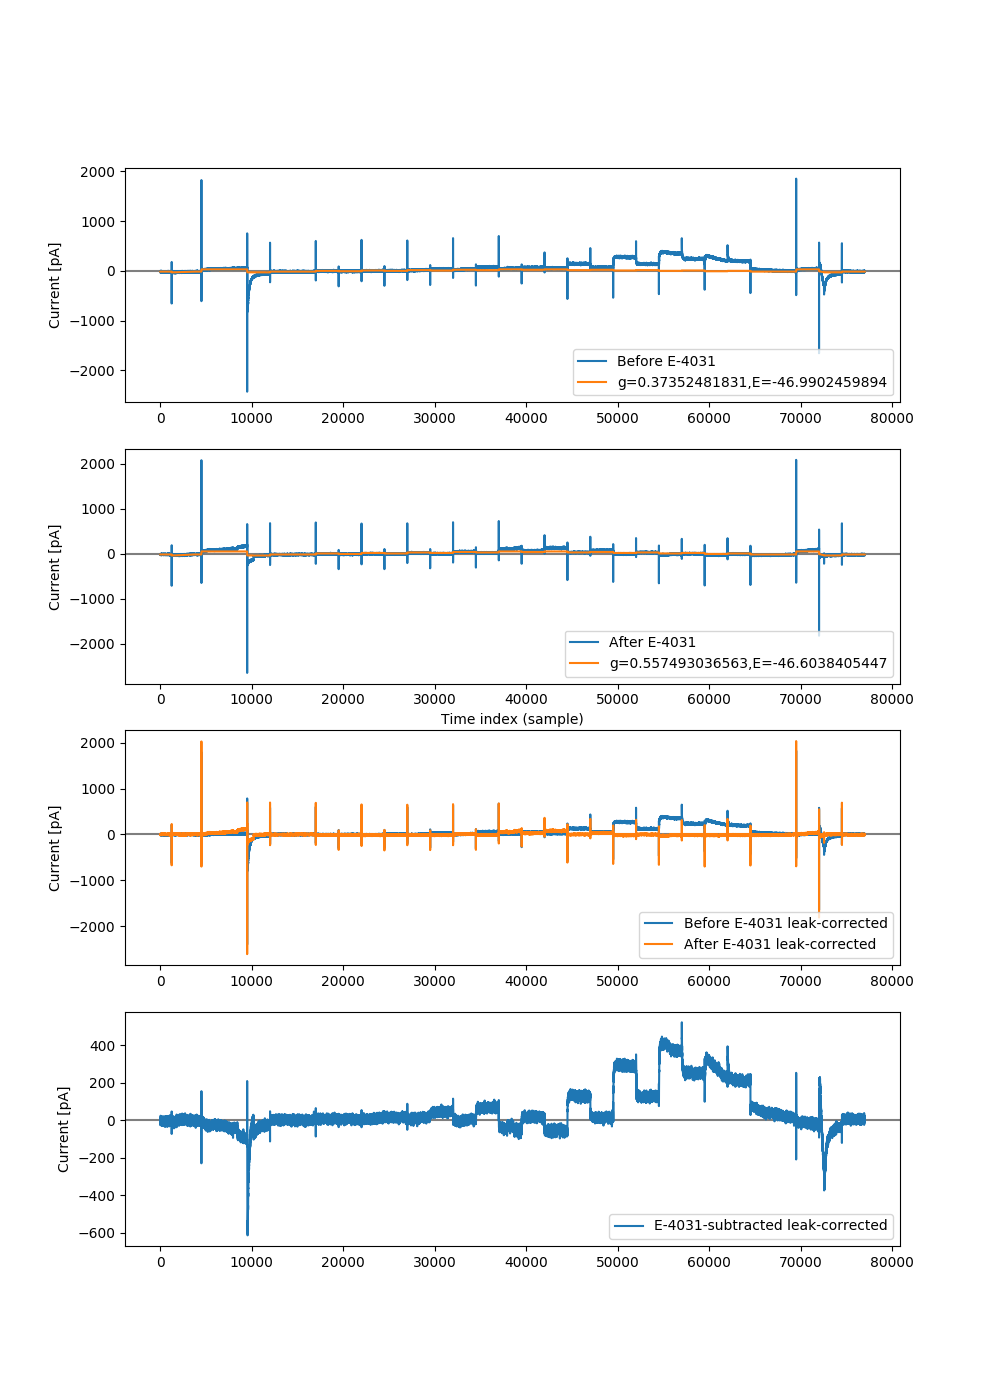 2000
1000
0
−1000
−2000
Current [pA]
Before E-4031
g=0.37352481831,E=-46.9902459894
0 10000 20000 30000 40000 50000 60000 70000 80000
2000
1000
0
−1000
−2000
Current [pA]
After E-4031
g=0.557493036563,E=-46.6038405447
0 10000 20000 30000 40000 50000 60000 70000 80000
Time index (sample)
2000
1000
0
−1000
−2000
Current [pA]
Before E-4031 leak-corrected
After E-4031 leak-corrected
0 10000 20000 30000 40000 50000 60000 70000 80000
400
200
0
−200
−400
−600
Current [pA]
E-4031-subtracted leak-corrected
0 10000 20000 30000 40000 50000 60000 70000 80000